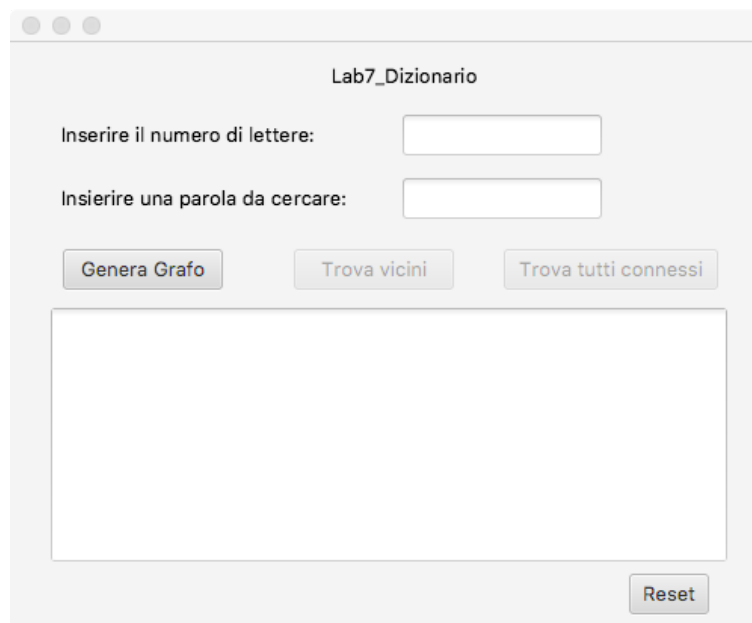 Lab7_Dizionario
Inserire il numero di lettere:
Insierire una parola da cercare:
Genera Grafo Trova vicini Trova tutti connessi
Reset